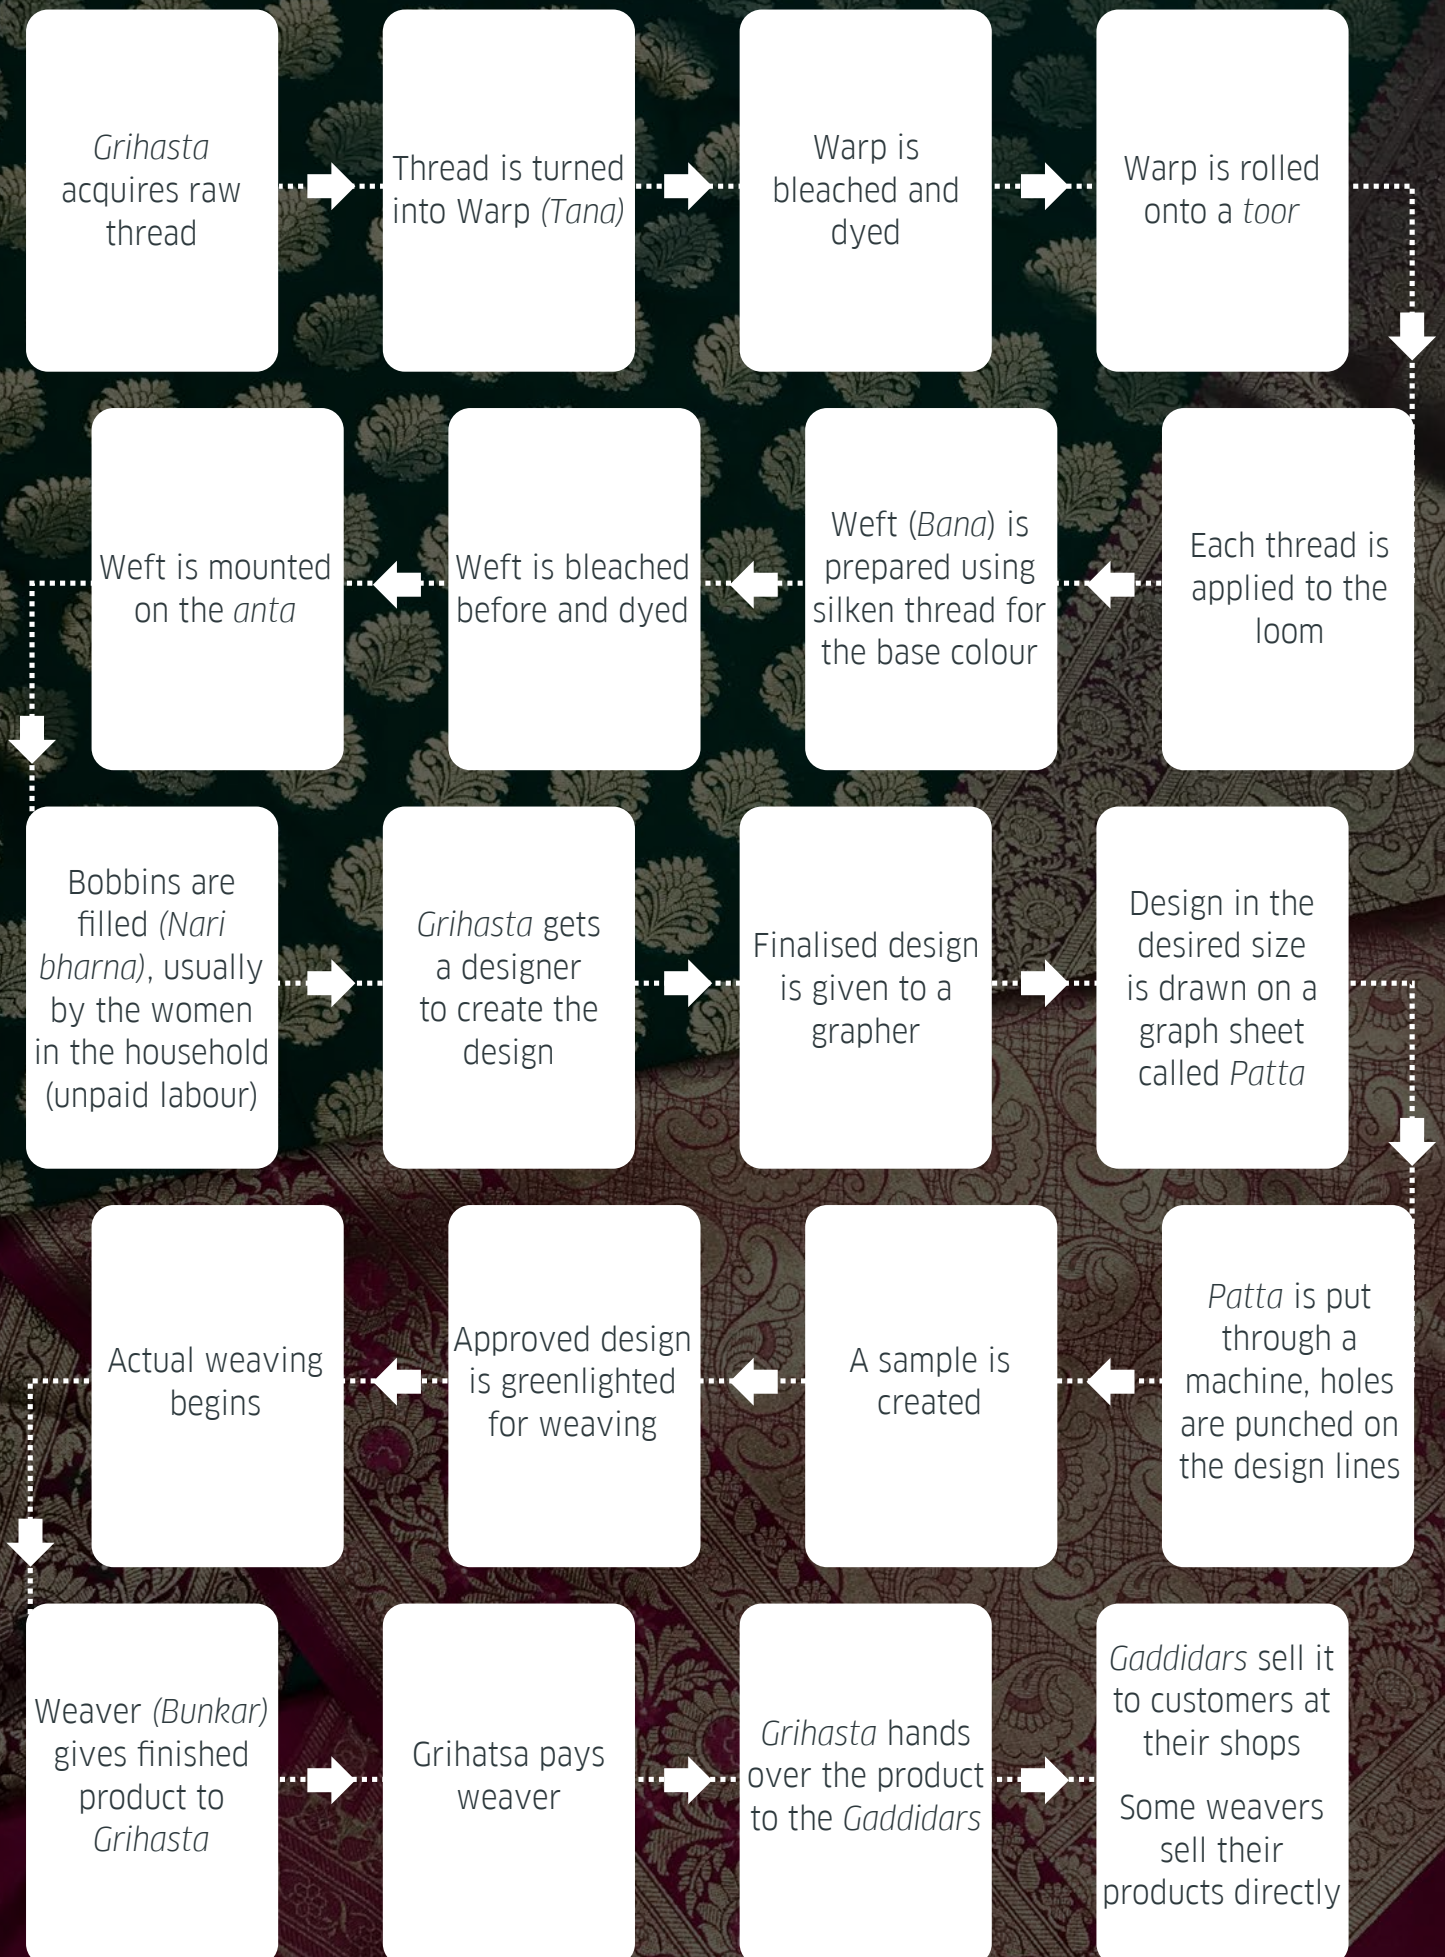 Grihasta
acquires raw
thread
Thread is turned
into Warp (Tana)
Warp is
bleached and
dyed
Warp is rolled
onto a toor
Each thread is
applied to the
loom
Weft (Bana) is
prepared using
silken thread for
the base colour
Weft is bleached
before and dyed
Weft is mounted
on the anta
Bobbins are
filled (Nari
bharna), usually
by the women
in the household
(unpaid labour)
Grihasta gets
a designer
to create the
design
Finalised design
is given to a
grapher
Design in the
desired size
is drawn on a
graph sheet
called Patta
Patta is put
through a
machine, holes
are punched on
the design lines
A sample is
created
Approved design
is greenlighted
for weaving
Actual weaving
begins
Weaver (Bunkar)
gives finished
product to
Grihasta
Grihatsa pays
weaver
Grihasta hands
over the product
to the Gaddidars
Gaddidars sell it
to customers at
their shops
Some weavers
sell their
products directly